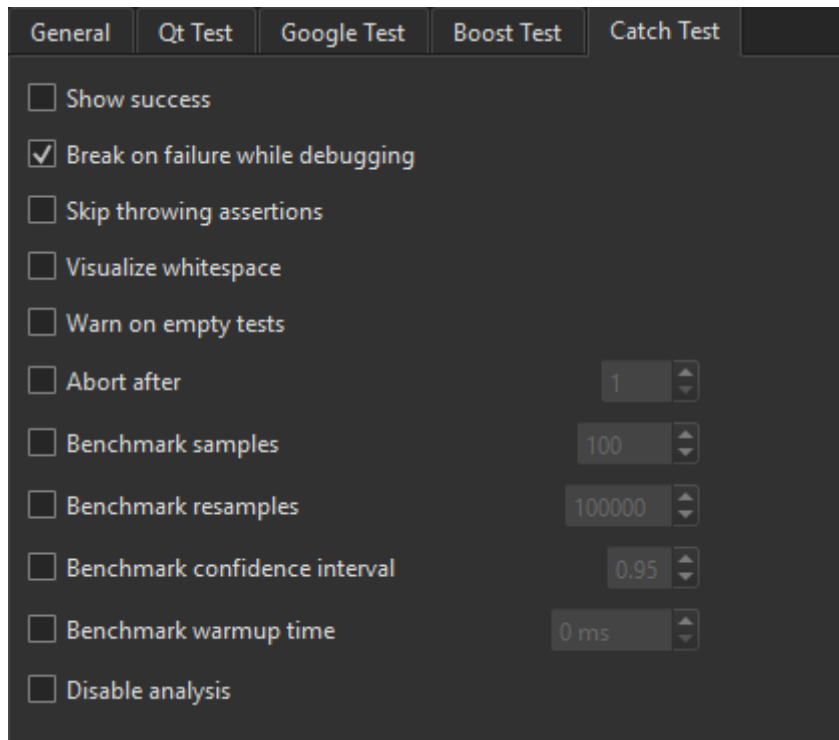 General Qt Test Google Test Boost Test Catch Test
Show success
Break on failure while debugging
Skip throwing assertions
Visualize whitespace
Warn on empty tests
Abort after 1
Benchmark samples 100
Benchmark resamples 100000
Benchmark confidence interval 0.95
Benchmark warmup time 0 ms
Disable analysis